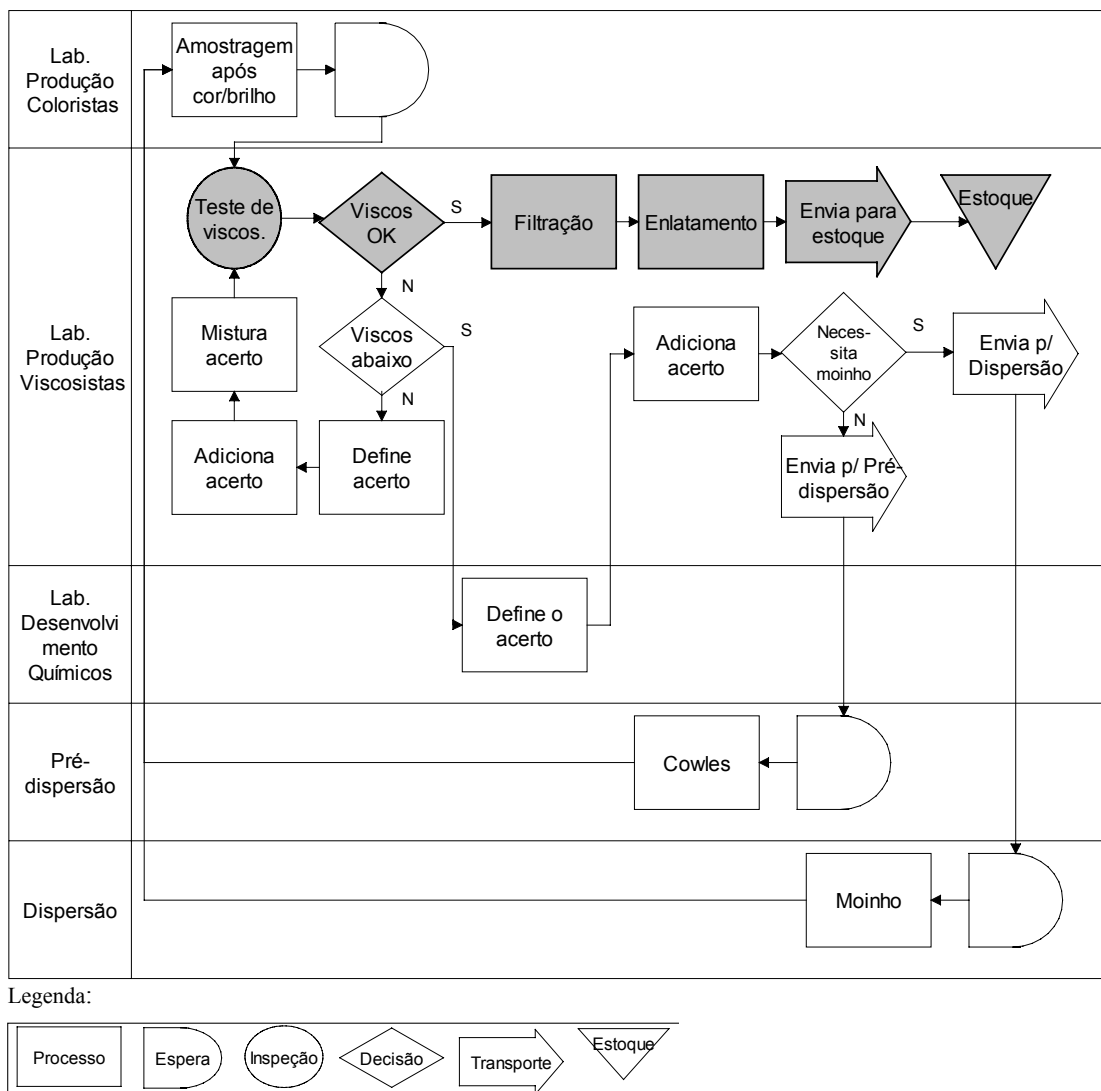 Lab.
Produção
Coloristas
Amostragem
após
cor/brilho
Lab.
Produção
Viscosistas
Teste de
viscos.
Viscos
OK
S
Filtração
Enlatamento
Envia para
estoque
Estoque
N
Mistura
acerto
Viscos
abaixo
S
Adiciona
acerto
Neces-
sita
moinho
S
Envia p/
Dispersão
N
Adiciona
acerto
Define
acerto
N
Envia p/ Pré-
dispersão
Lab.
Desenvolvi
mento
Químicos
Define o
acerto
Pré-
dispersão
Cowles
Dispersão
Moinho
Legenda:
Processo
Espera
Inspeção
Decisão
Transporte
Estoque